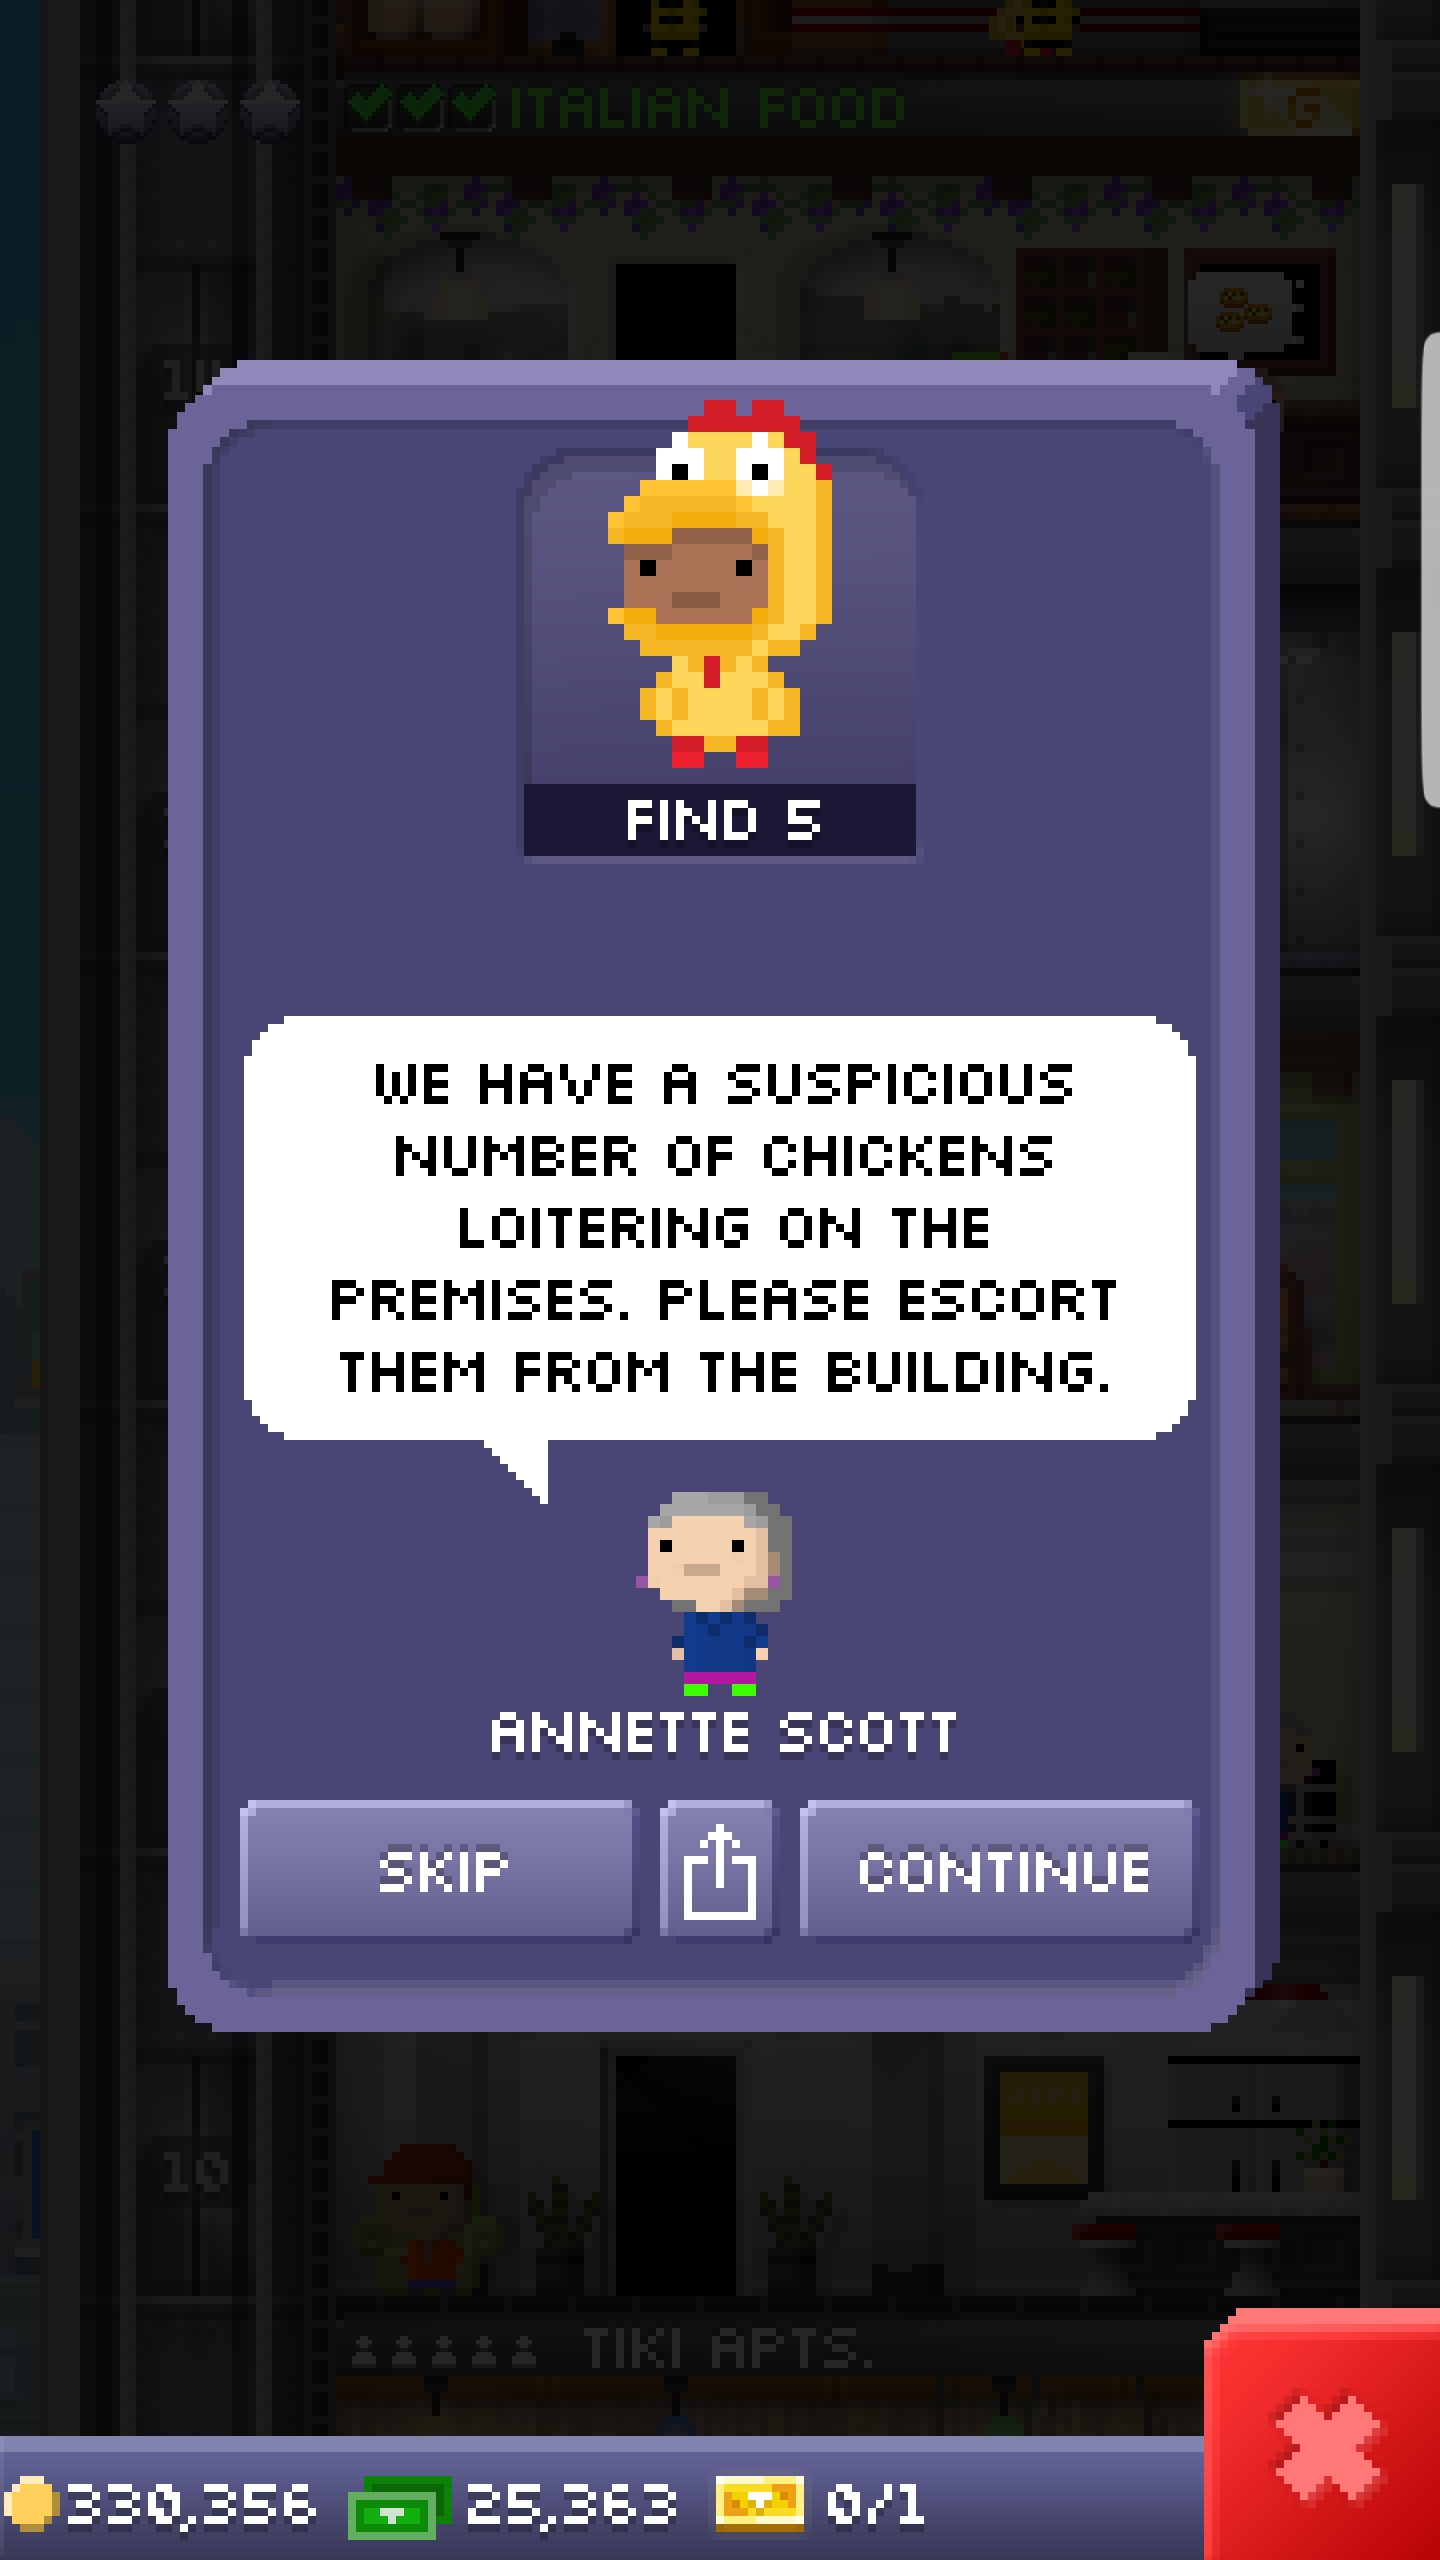 ITALIAN FOOD
G
FIND 5
WE HAVE A SUSPICIOUS
NUMBER OF CHICKENS
LOITERING ON THE
PREMISES. PLEASE ESCORT
THEM FROM THE BUILDING.
ANNETTE SCOTT
SKIP
CONTINUE
10
TIKI APTS.
330,356
25,363
0/1